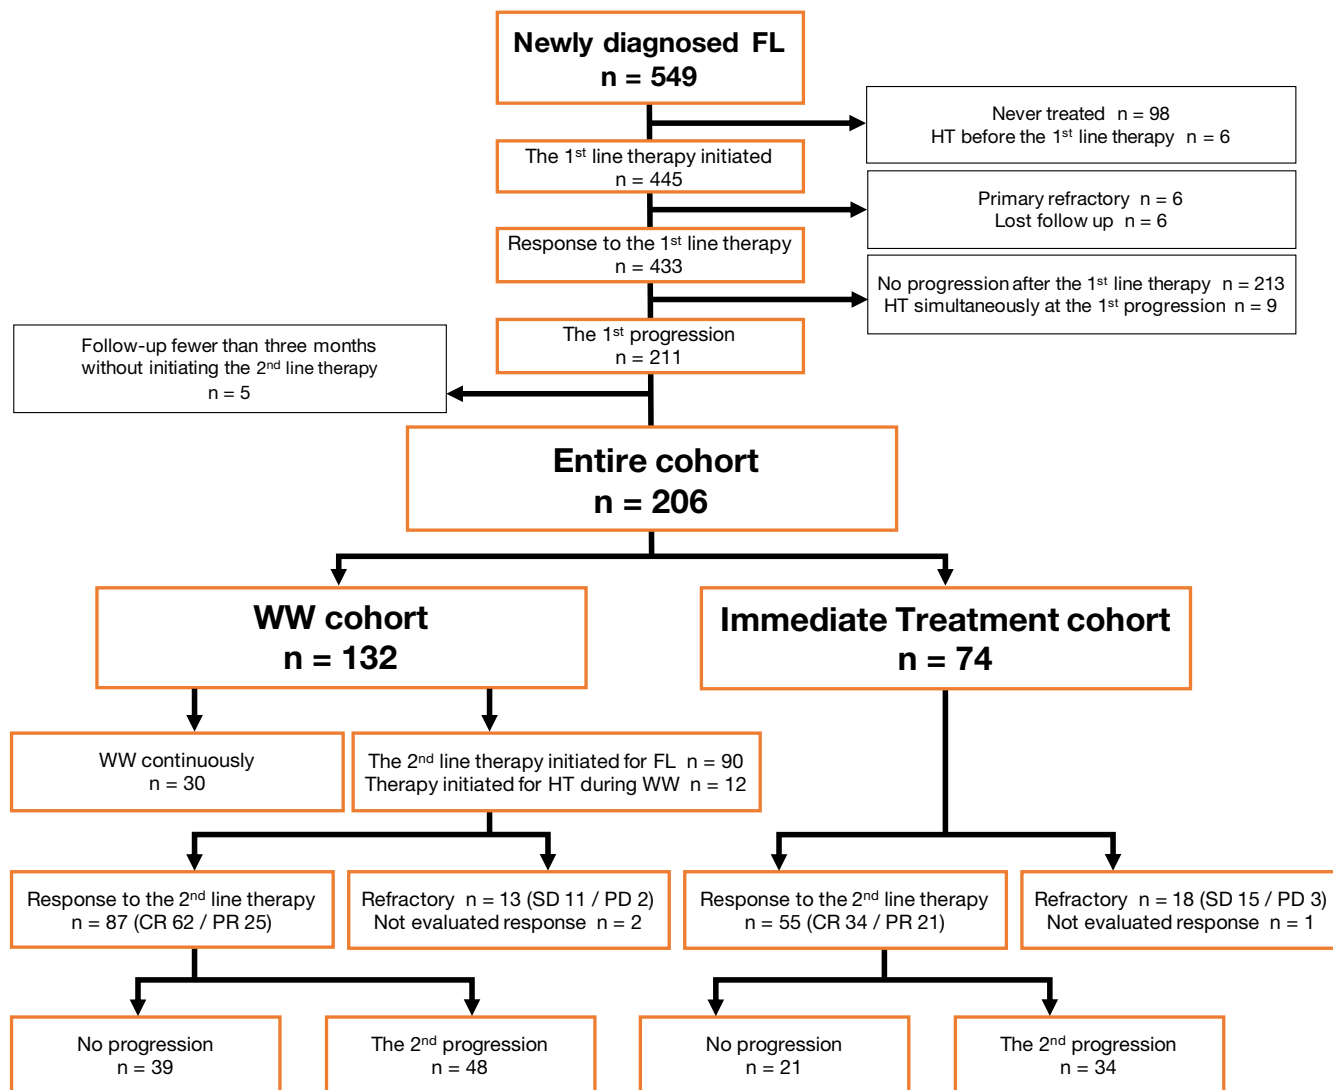 Newly diagnosed FL
n = 549
Never treated n = 98
HT before the 1st line therapy n = 6
The 1st line therapy initiated
n = 445
Primary refractory n = 6
Lost follow up n = 6
Response to the 1st line therapy
n = 433
No progression after the 1st line therapy n = 213
HT simultaneously at the 1st progression n = 9
The 1st progression
n = 211
Follow-up fewer than three months
without initiating the 2nd line therapy
n = 5
Entire cohort
n = 206
WW cohort
n = 132
Immediate Treatment cohort
n = 74
WW continuously
n = 30
The 2nd line therapy initiated for FL n = 90
Therapy initiated for HT during WW n = 12
Response to the 2nd line therapy
n = 87 (CR 62 / PR 25)
Refractory n = 13 (SD 11 / PD 2)
Not evaluated response n = 2
Response to the 2nd line therapy
n = 55 (CR 34 / PR 21)
Refractory n = 18 (SD 15 / PD 3)
Not evaluated response n = 1
No progression
n = 39
The 2nd progression
n = 48
No progression
n = 21
The 2nd progression
n = 34